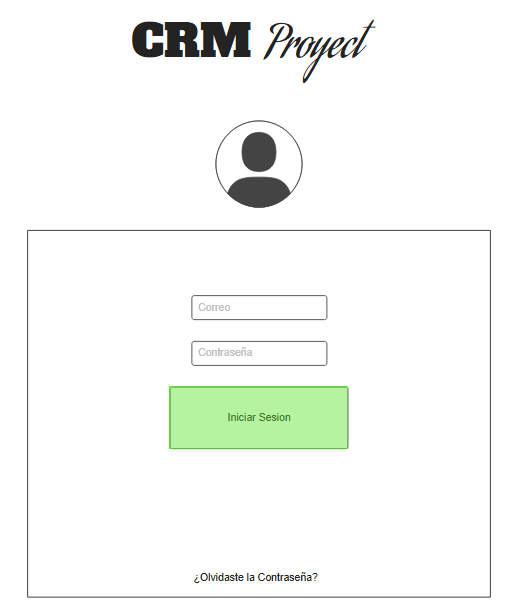 CRM Proyect
Correo
Contraseña
Iniciar Sesion
¿Olvidaste la Contraseña?